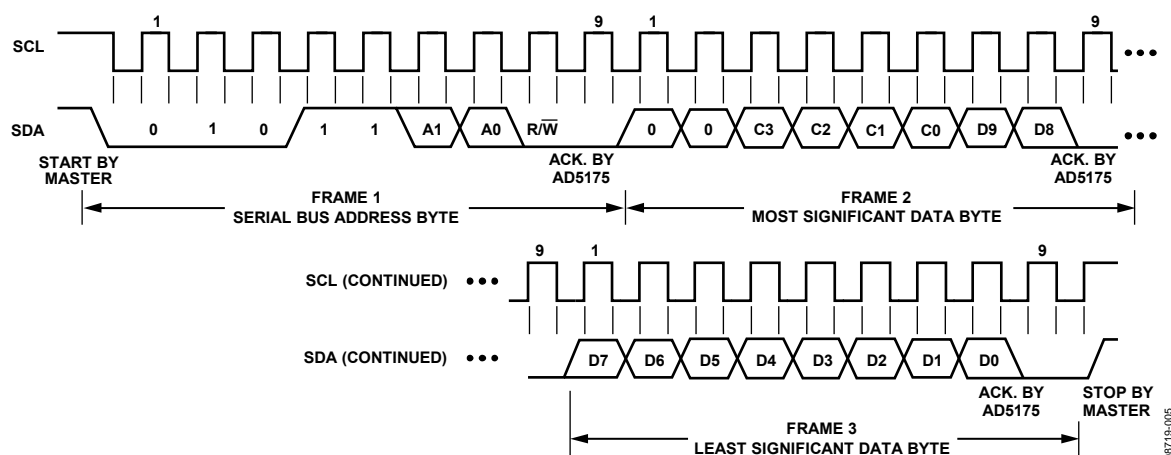 1 9 1 9
SCL
SDA 0 1 0 1 1 A1 A0 R/W̅ 0 0 C3 C2 C1 C0 D9 D8
START BY MASTER ACK. BY AD5175 ACK. BY AD5175
FRAME 1 FRAME 2
SERIAL BUS ADDRESS BYTE MOST SIGNIFICANT DATA BYTE
9 1 9
SCL (CONTINUED)
SDA (CONTINUED) D7 D6 D5 D4 D3 D2 D1 D0
ACK. BY AD5175 STOP BY MASTER
FRAME 3
LEAST SIGNIFICANT DATA BYTE
08719-005